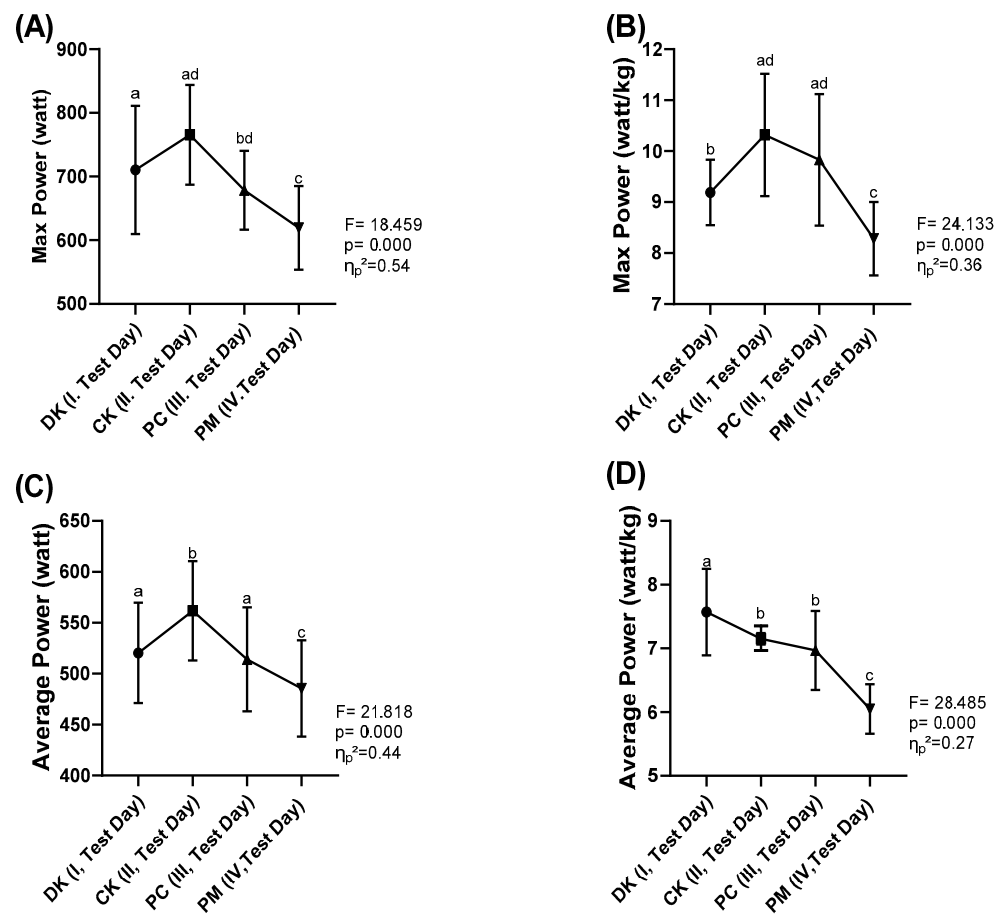 (A)
Max Power (watt)
900
800
700
600
500
a
ad
bd
c
F= 18.459
p= 0.000
ηp²=0.54
DK (I. Test Day)
CK (II. Test Day)
PC (III. Test Day)
PM (IV.Test Day)
(B)
Max Power (watt/kg)
12
11
10
9
8
7
b
ad
ad
c
F= 24.133
p= 0.000
ηp²=0.36
DK (I, Test Day)
CK (II, Test Day)
PC (III, Test Day)
PM (IV,Test Day)
(C)
Average Power (watt)
650
600
550
500
450
400
a
b
a
c
F= 21.818
p= 0.000
ηp²=0.44
DK (I, Test Day)
CK (II, Test Day)
PC (III, Test Day)
PM (IV,Test Day)
(D)
Average Power (watt/kg)
9
8
7
6
5
a
b
b
c
F= 28.485
p= 0.000
ηp²=0.27
DK (I, Test Day)
CK (II, Test Day)
PC (III, Test Day)
PM (IV,Test Day)